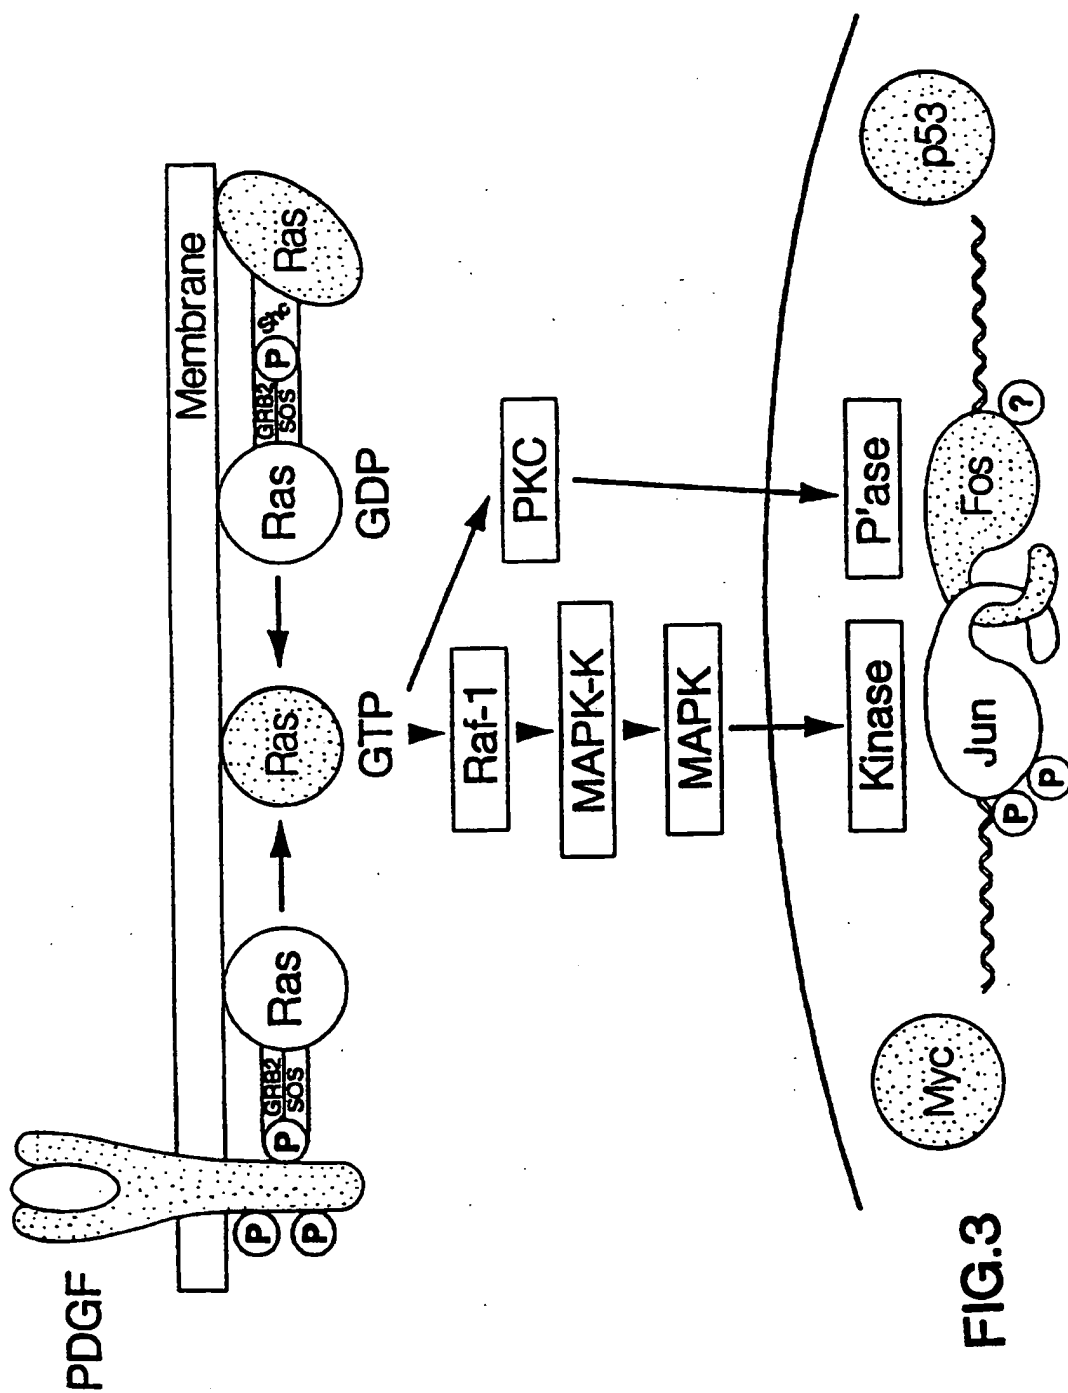 PDGF
Membrane
P
P
P
GRB2
SOS
Ras
Ras
Ras
GRB2
SOS
P
Ras
GTP
GDP
Raf-1
PKC
MAPK-K
MAPK
Kinase
P'ase
Myc
Jun
Fos
p53
P
P
?
FIG.3